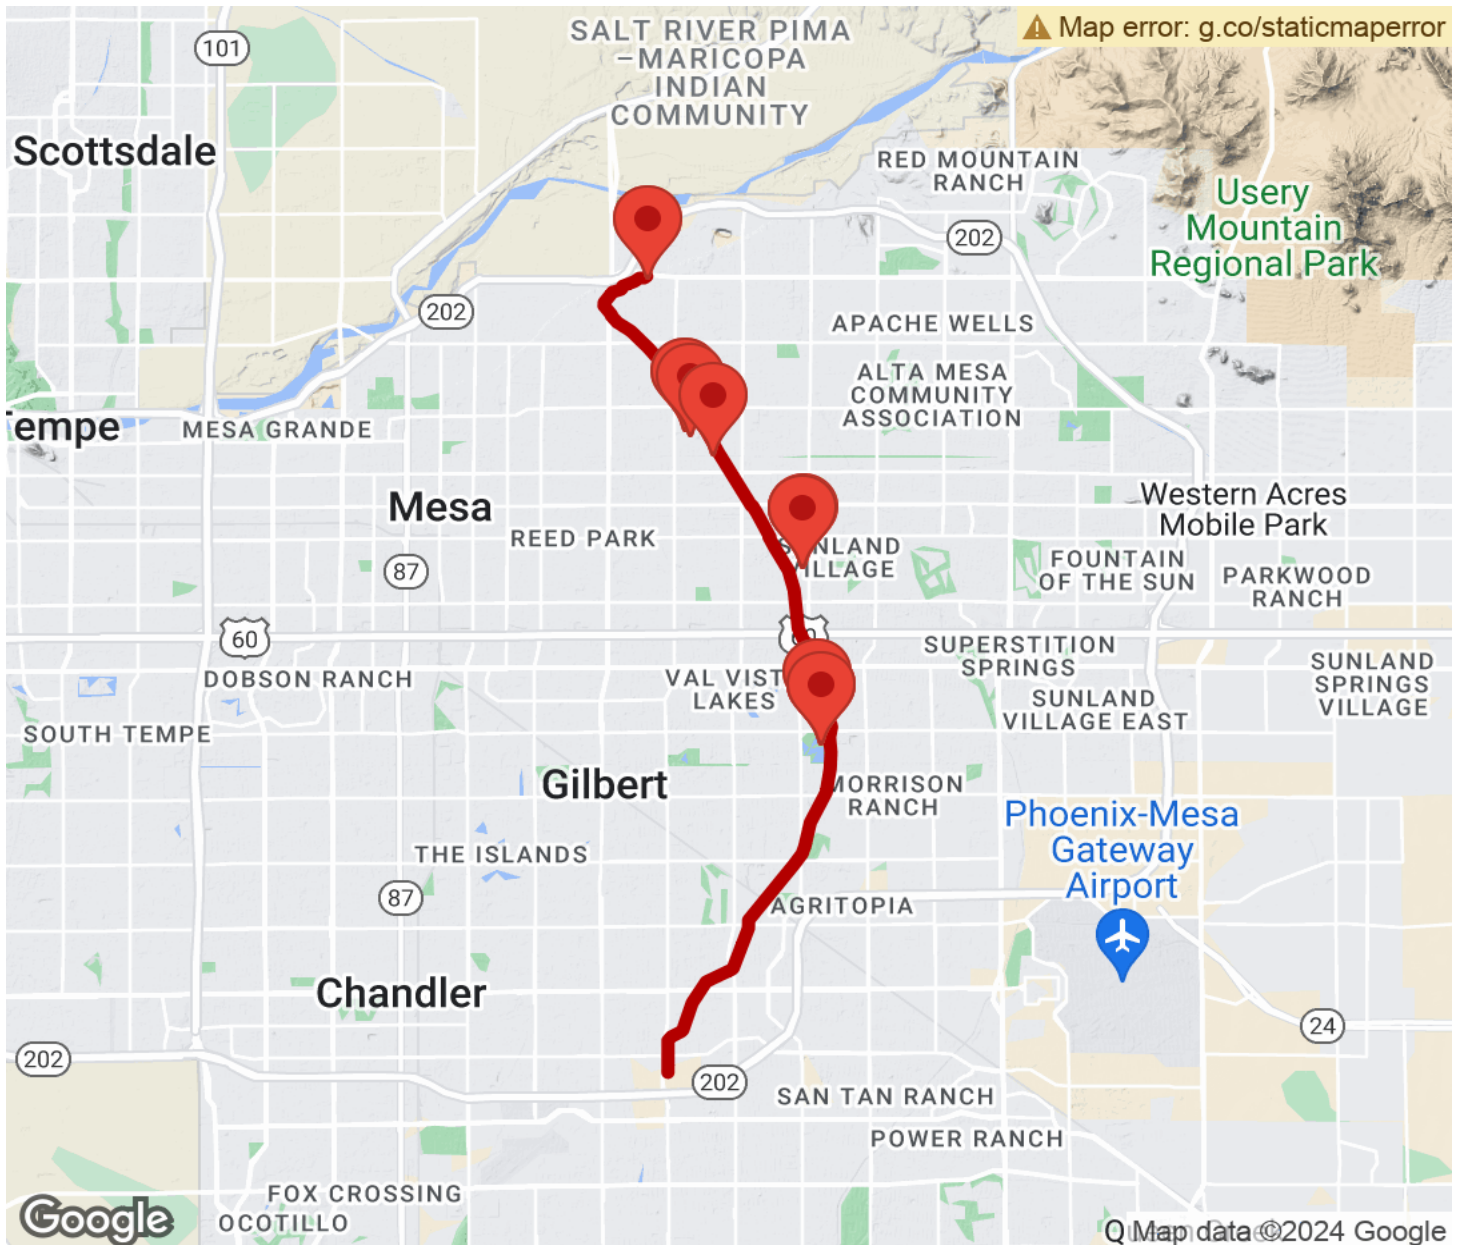 SALT RIVER PIMA
–MARICOPA
INDIAN
COMMUNITY
Map error: g.co/staticmaperror
101
Scottsdale
RED MOUNTAIN
RANCH
Usery
Mountain
Regional Park
202
202
APACHE WELLS
ALTA MESA
COMMUNITY
ASSOCIATION
empe
MESA GRANDE
Mesa
REED PARK
Western Acres
Mobile Park
87
NLAND
ILLAGE
FOUNTAIN
OF THE SUN
PARKWOOD
RANCH
60
60
SUPERSTITION
SPRINGS
DOBSON RANCH
VAL VIST
LAKES
SUNLAND
SPRINGS
VILLAGE
SUNLAND
VILLAGE EAST
SOUTH TEMPE
Gilbert
MORRISON
RANCH
Phoenix-Mesa
Gateway
Airport
THE ISLANDS
87
AGRITOPIA
Chandler
24
202
202
SAN TAN RANCH
POWER RANCH
FOX CROSSING
OCOTILLO
Google
Map data ©2024 Google